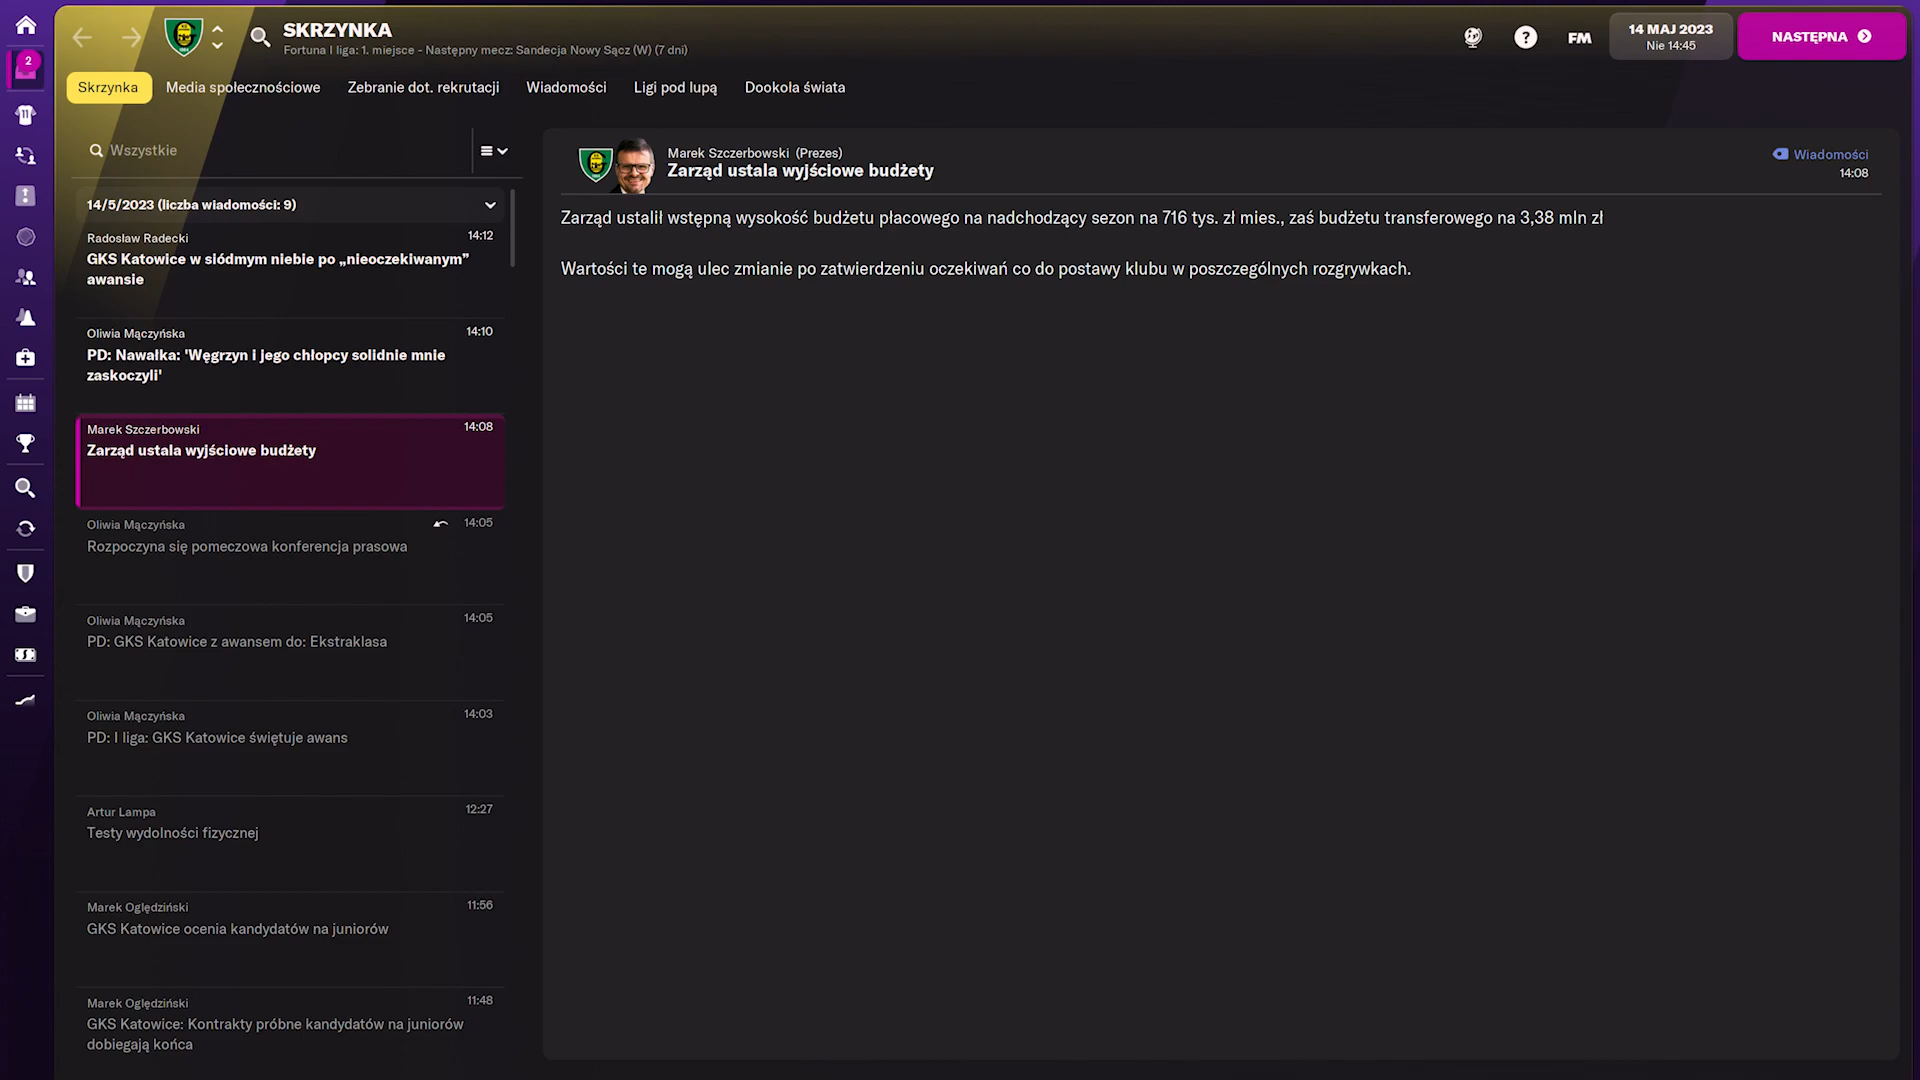 SKRZYNKA
Fortuna I liga: 1. miejsce - Następny mecz: Sandecja Nowy Sącz (W) (7 dni)
FM
14 MAJ 2023
Nie 14:45
NASTĘPNA
2
Skrzynka
Media społecznościowe
Zebranie dot. rekrutacji
Wiadomości
Ligi pod lupą
Dookoła świata
Wszystkie
14/5/2023 (liczba wiadomości: 9)
Radosław Radecki
14:12
GKS Katowice w siódmym niebie po „nieoczekiwanym”
awansie
Oliwia Mączyńska
14:10
PD: Nawałka: 'Węgrzyn i jego chłopcy solidnie mnie
zaskoczyli'
Marek Szczerbowski
14:08
Zarząd ustala wyjściowe budżety
Oliwia Mączyńska
14:05
Rozpoczyna się pomeczowa konferencja prasowa
Oliwia Mączyńska
14:05
PD: GKS Katowice z awansem do: Ekstraklasa
Oliwia Mączyńska
14:03
PD: I liga: GKS Katowice świętuje awans
Artur Lampa
12:27
Testy wydolności fizycznej
Marek Oględziński
11:56
GKS Katowice ocenia kandydatów na juniorów
Marek Oględziński
11:48
GKS Katowice: Kontrakty próbne kandydatów na juniorów
dobiegają końca
Marek Szczerbowski (Prezes)
Zarząd ustala wyjściowe budżety
Wiadomości
14:08
Zarząd ustalił wstępną wysokość budżetu płacowego na nadchodzący sezon na 716 tys. zł mies., zaś budżetu transferowego na 3,38 mln zł
Wartości te mogą ulec zmianie po zatwierdzeniu oczekiwań co do postawy klubu w poszczególnych rozgrywkach.